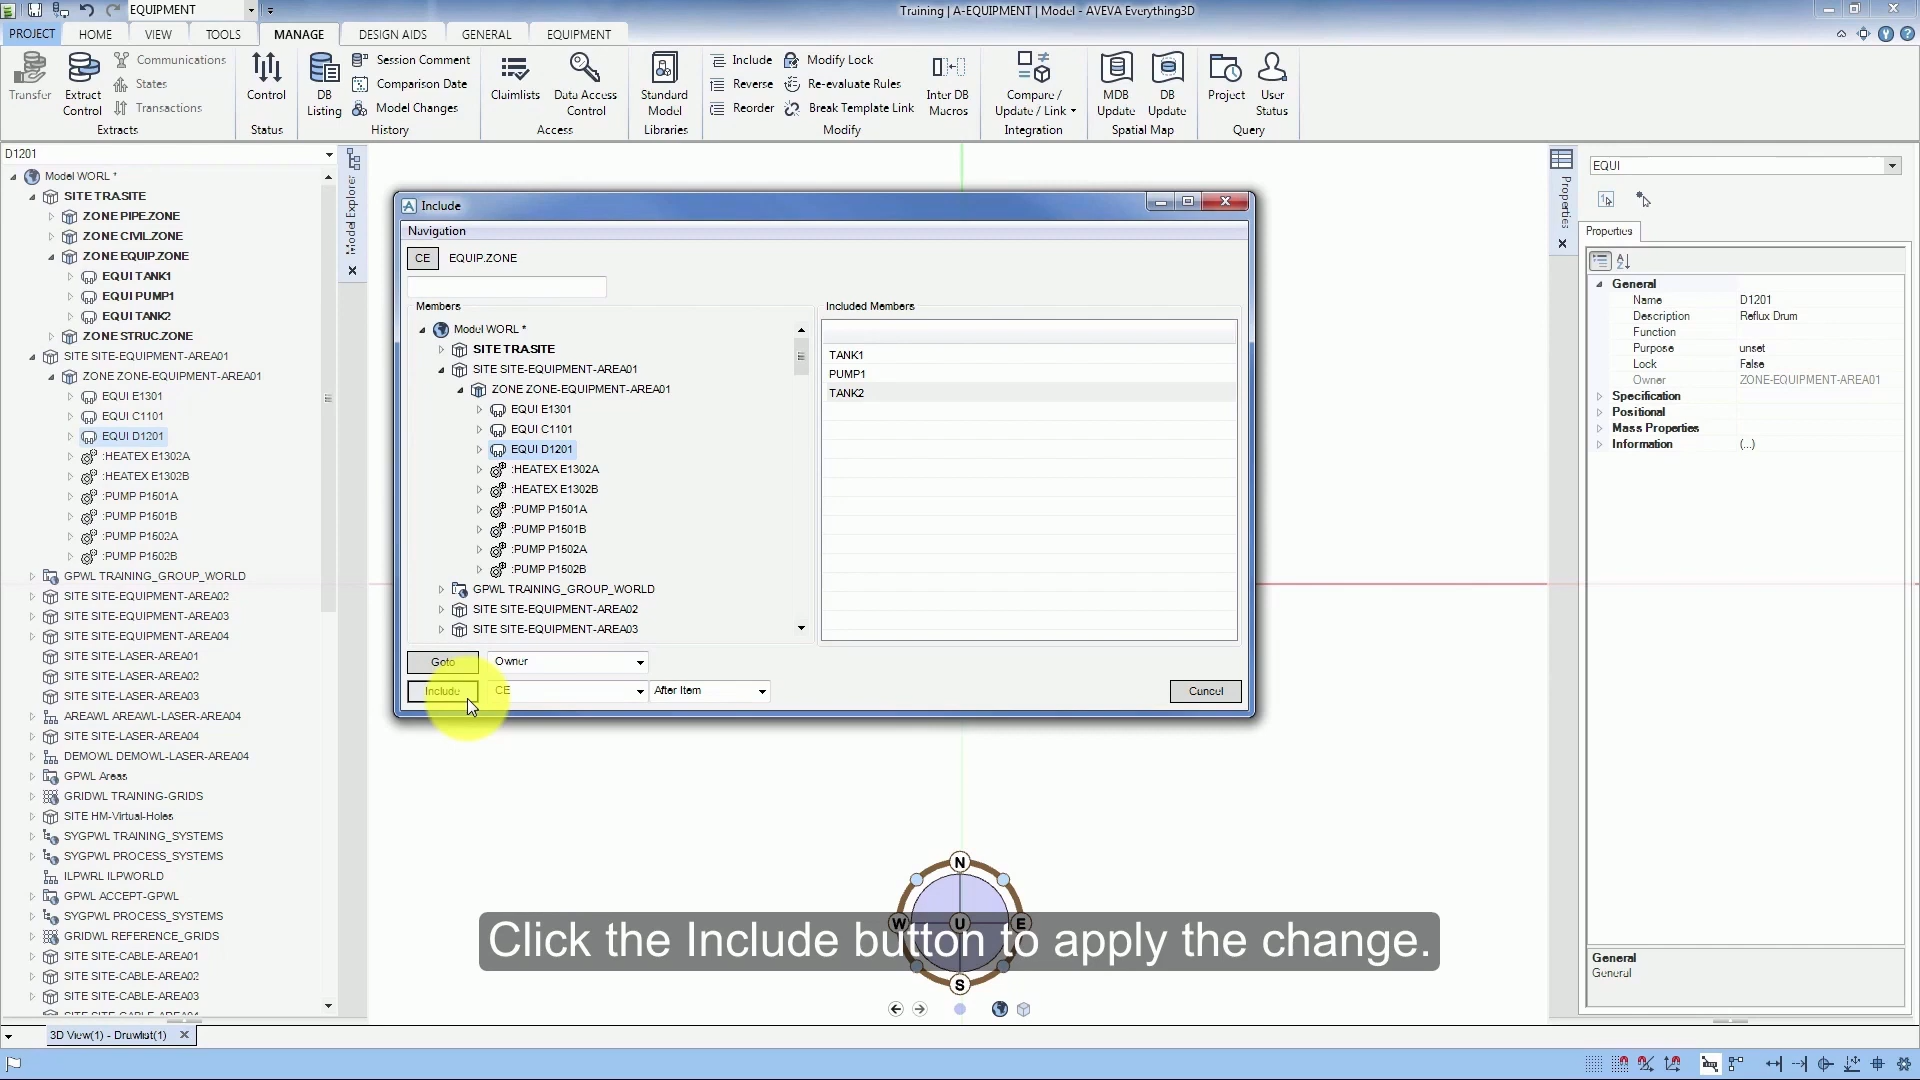 EQUIPMENT
Training | A-EQUIPMENT | Model - AVEVA Everything3D
PROJECT HOME VIEW TOOLS MANAGE DESIGN AIDS GENERAL EQUIPMENT
Transfer
Extract Control
Communications
States
Transactions
Extracts
Control
Status
DB Listing
Session Comment
Comparison Date
Model Changes
History
Claimlists
Data Access Control
Access
Standard Model
Libraries
Include
Reverse
Reorder
Modify Lock
Re-evaluate Rules
Break Template Link
Modify
Inter DB Macros
Compare / Update / Link
Integration
MDB Update
DB Update
Spatial Map
Project
User Status
Query
D1201
Model WORL *
SITE TRA.SITE
ZONE PIPE.ZONE
ZONE CIVIL.ZONE
ZONE EQUIP.ZONE
EQUI TANK1
EQUI PUMP1
EQUI TANK2
ZONE STRUC.ZONE
SITE SITE-EQUIPMENT-AREA01
ZONE ZONE-EQUIPMENT-AREA01
EQUI E1301
EQUI C1101
EQUI D1201
:HEATEX E1302A
:HEATEX E1302B
:PUMP P1501A
:PUMP P1501B
:PUMP P1502A
:PUMP P1502B
GPWL TRAINING_GROUP_WORLD
SITE SITE-EQUIPMENT-AREA02
SITE SITE-EQUIPMENT-AREA03
SITE SITE-EQUIPMENT-AREA04
SITE SITE-LASER-AREA01
SITE SITE-LASER-AREA02
SITE SITE-LASER-AREA03
AREAWL AREAWL-LASER-AREA04
SITE SITE-LASER-AREA04
DEMOWL DEMOWL-LASER-AREA04
GPWL Areas
GRIDWL TRAINING-GRIDS
SITE HM-Virtual-Holes
SYGPWL TRAINING_SYSTEMS
SYGPWL PROCESS_SYSTEMS
ILPWRL ILPWORLD
GPWL ACCEPT-GPWL
SYGPWL PROCESS_SYSTEMS
GRIDWL REFERENCE_GRIDS
SITE SITE-CABLE-AREA01
SITE SITE-CABLE-AREA02
SITE SITE-CABLE-AREA03
Model Explorer
Include
Navigation
CE EQUIP.ZONE
Members
Model WORL *
SITE TRA.SITE
SITE SITE-EQUIPMENT-AREA01
ZONE ZONE-EQUIPMENT-AREA01
EQUI E1301
EQUI C1101
EQUI D1201
:HEATEX E1302A
:HEATEX E1302B
:PUMP P1501A
:PUMP P1501B
:PUMP P1502A
:PUMP P1502B
GPWL TRAINING_GROUP_WORLD
SITE SITE-EQUIPMENT-AREA02
SITE SITE-EQUIPMENT-AREA03
Included Members
TANK1
PUMP1
TANK2
Goto Owner
Include CE After Item Cancel
N
W U E
S
Click the Include button to apply the change.
Properties
EQUI
Properties
General
Name D1201
Description Reflux Drum
Function
Purpose unset
Lock False
Owner ZONE-EQUIPMENT-AREA01
Specification
Positional
Mass Properties
Information (...)
General
General
3D View(1) - Drawlist(1)